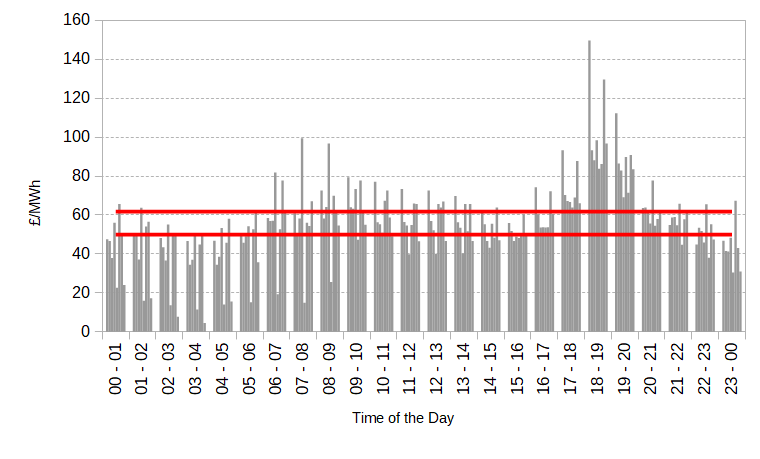 160
140
120
100
80
60
40
20
0
£/MWh
00 - 01
01 - 02
02 - 03
03 - 04
04 - 05
05 - 06
06 - 07
07 - 08
08 - 09
09 - 10
10 - 11
11 - 12
12 - 13
13 - 14
14 - 15
15 - 16
16 - 17
17 - 18
18 - 19
19 - 20
20 - 21
21 - 22
22 - 23
23 - 00
Time of the Day